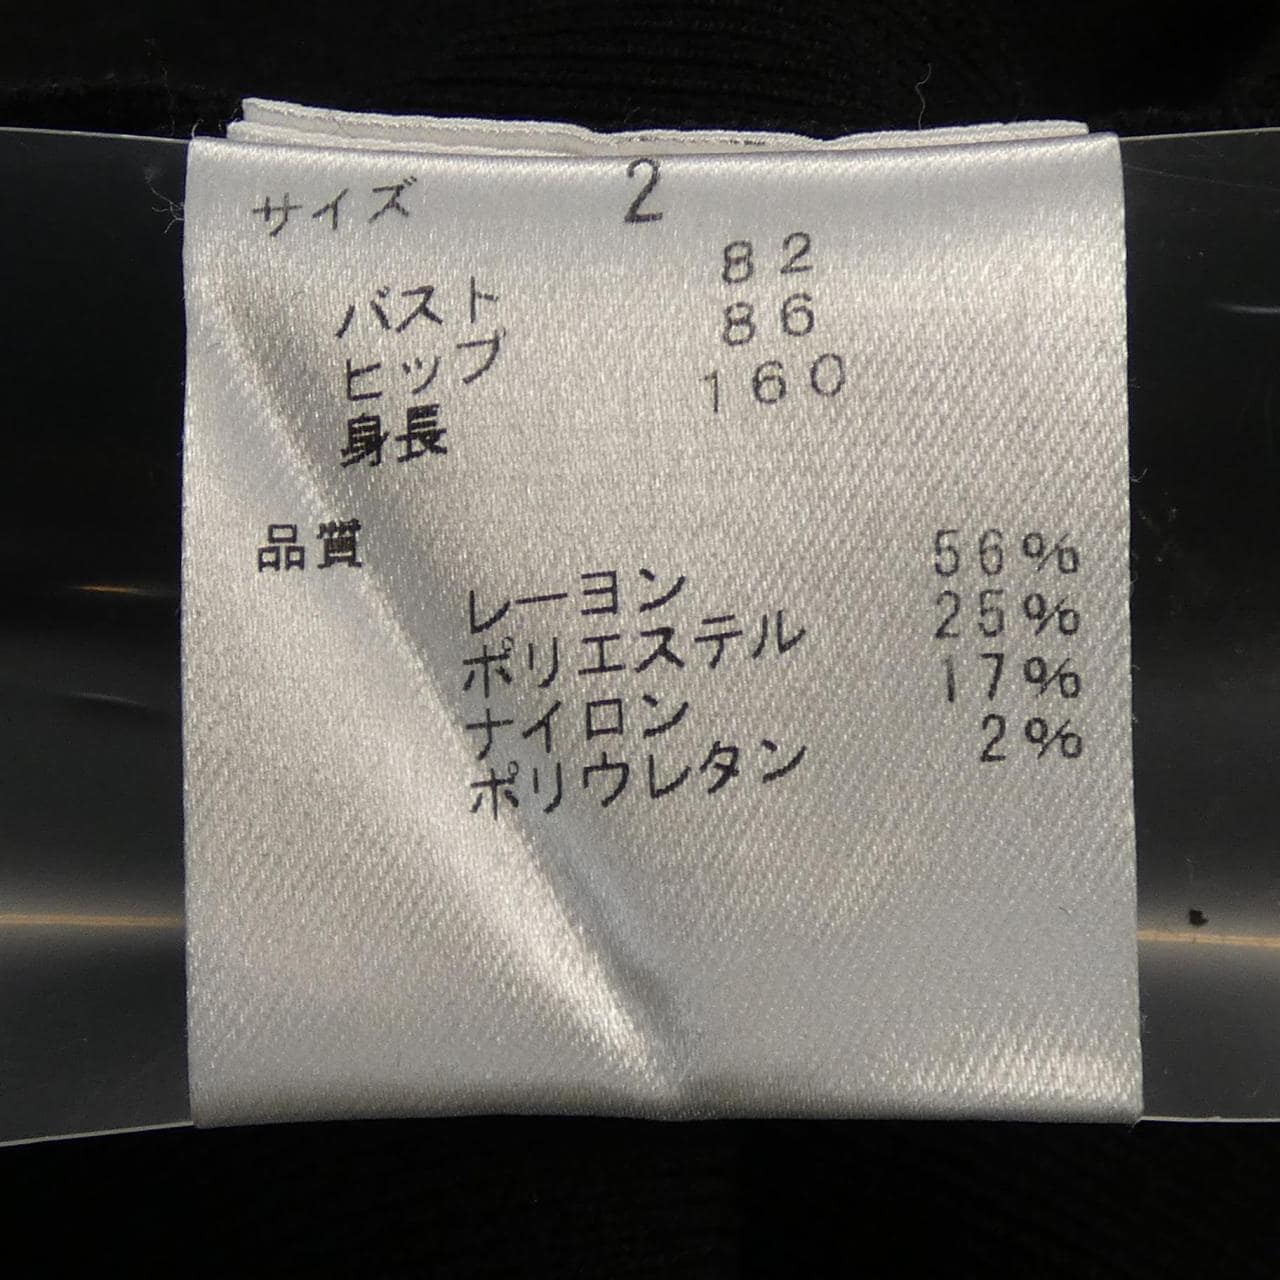 サイズ 2
バスト 82
ヒップ 86
身長 160
品質
レーヨン 56%
ポリエステル 25%
ナイロン 17%
ポリウレタン 2%